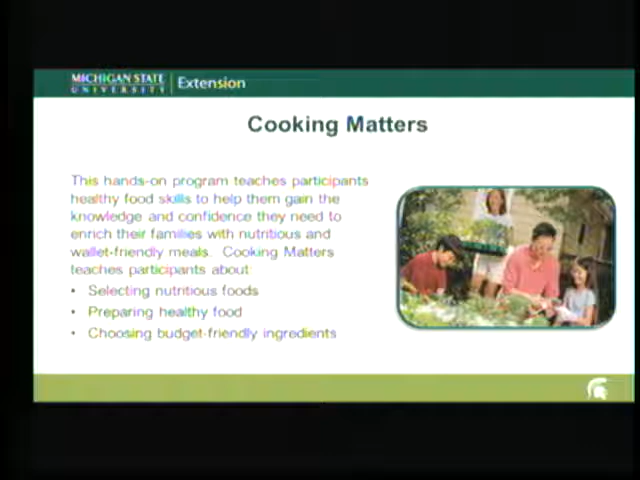 MICHIGAN STATE
UNIVERSITY
Extension
Cooking Matters
This hands-on program teaches participants
healthy food skills to help them gain the
knowledge and confidence they need to
enrich their families with nutritious and
wallet-friendly meals. Cooking Matters
teaches participants about
• Selecting nutritious foods
• Preparing healthy food
• Choosing budget-friendly ingredients